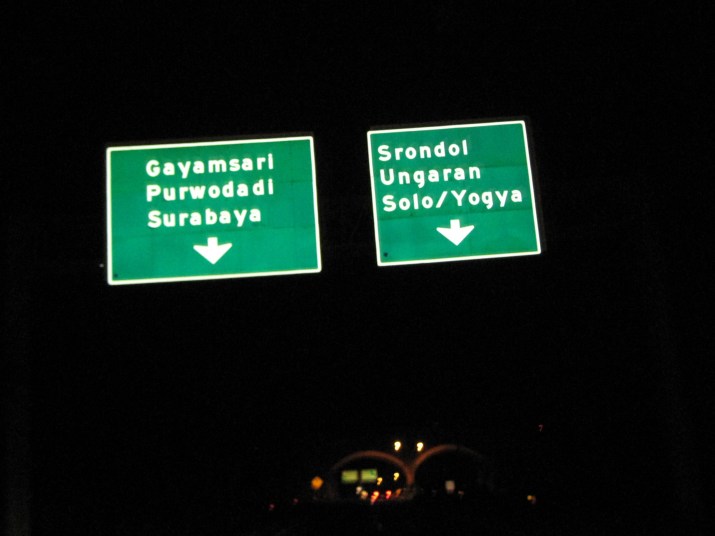 Gayamsari
Purwodadi
Surabaya
Srondol
Ungaran
Solo/Yogya